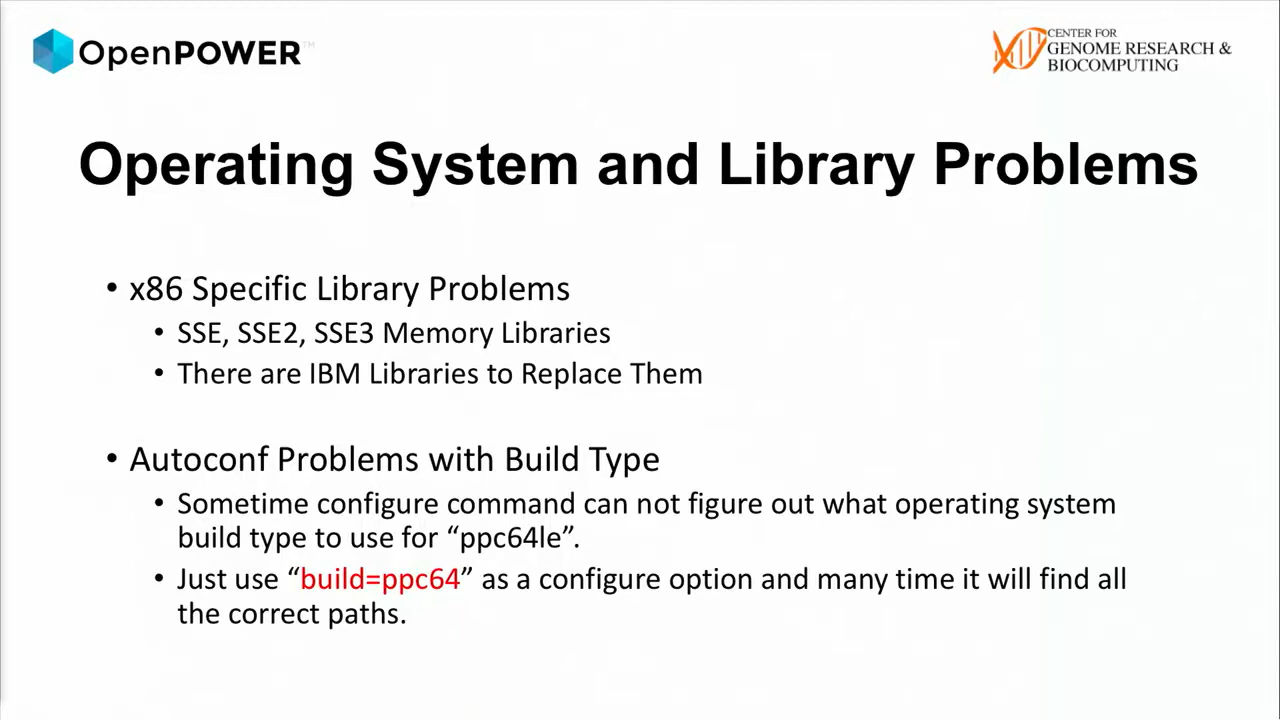 OpenPOWER™
CENTER FOR
GENOME RESEARCH &
BIOCOMPUTING
Operating System and Library Problems
• x86 Specific Library Problems
• SSE, SSE2, SSE3 Memory Libraries
• There are IBM Libraries to Replace Them
• Autoconf Problems with Build Type
• Sometime configure command can not figure out what operating system
build type to use for “ppc64le”.
• Just use “build=ppc64” as a configure option and many time it will find all
the correct paths.